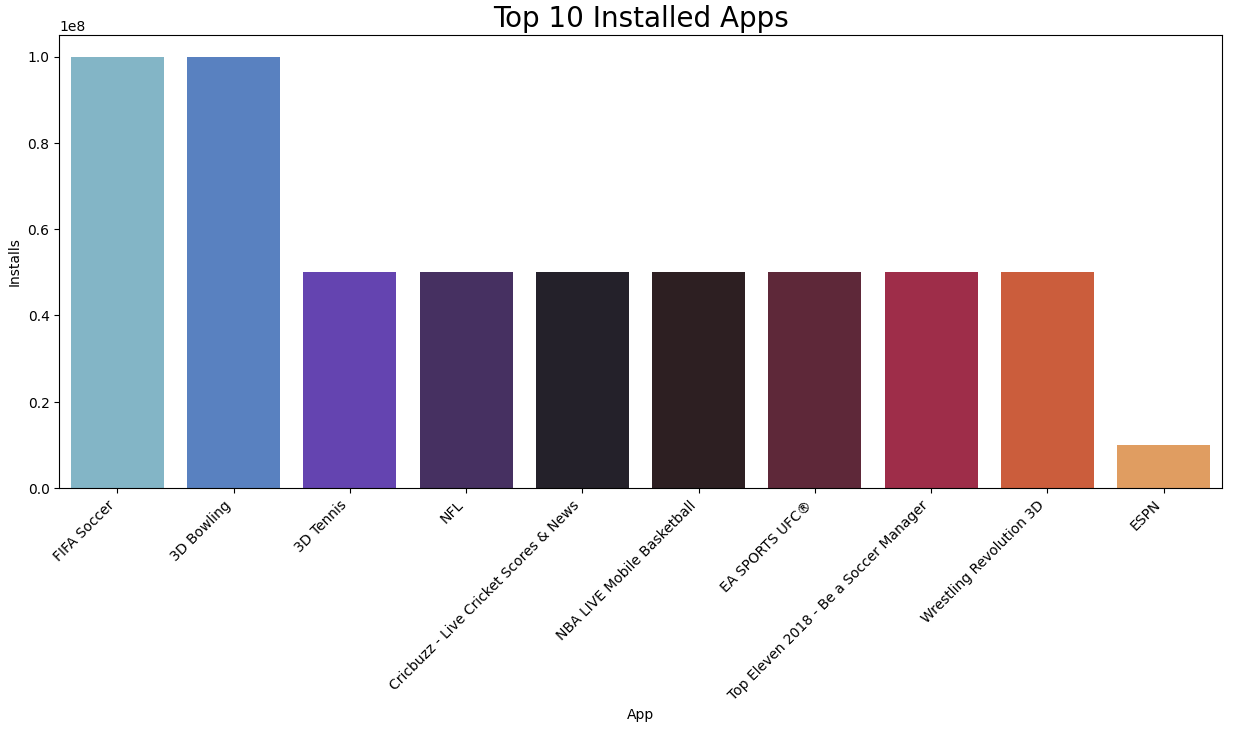 Top 10 Installed Apps
1e8
1.0
0.8
0.6
0.4
0.2
0.0
Installs
FIFA Soccer
3D Bowling
3D Tennis
NFL
Cricbuzz - Live Cricket Scores & News
NBA LIVE Mobile Basketball
EA SPORTS UFC®
Top Eleven 2018 - Be a Soccer Manager
Wrestling Revolution 3D
ESPN
App